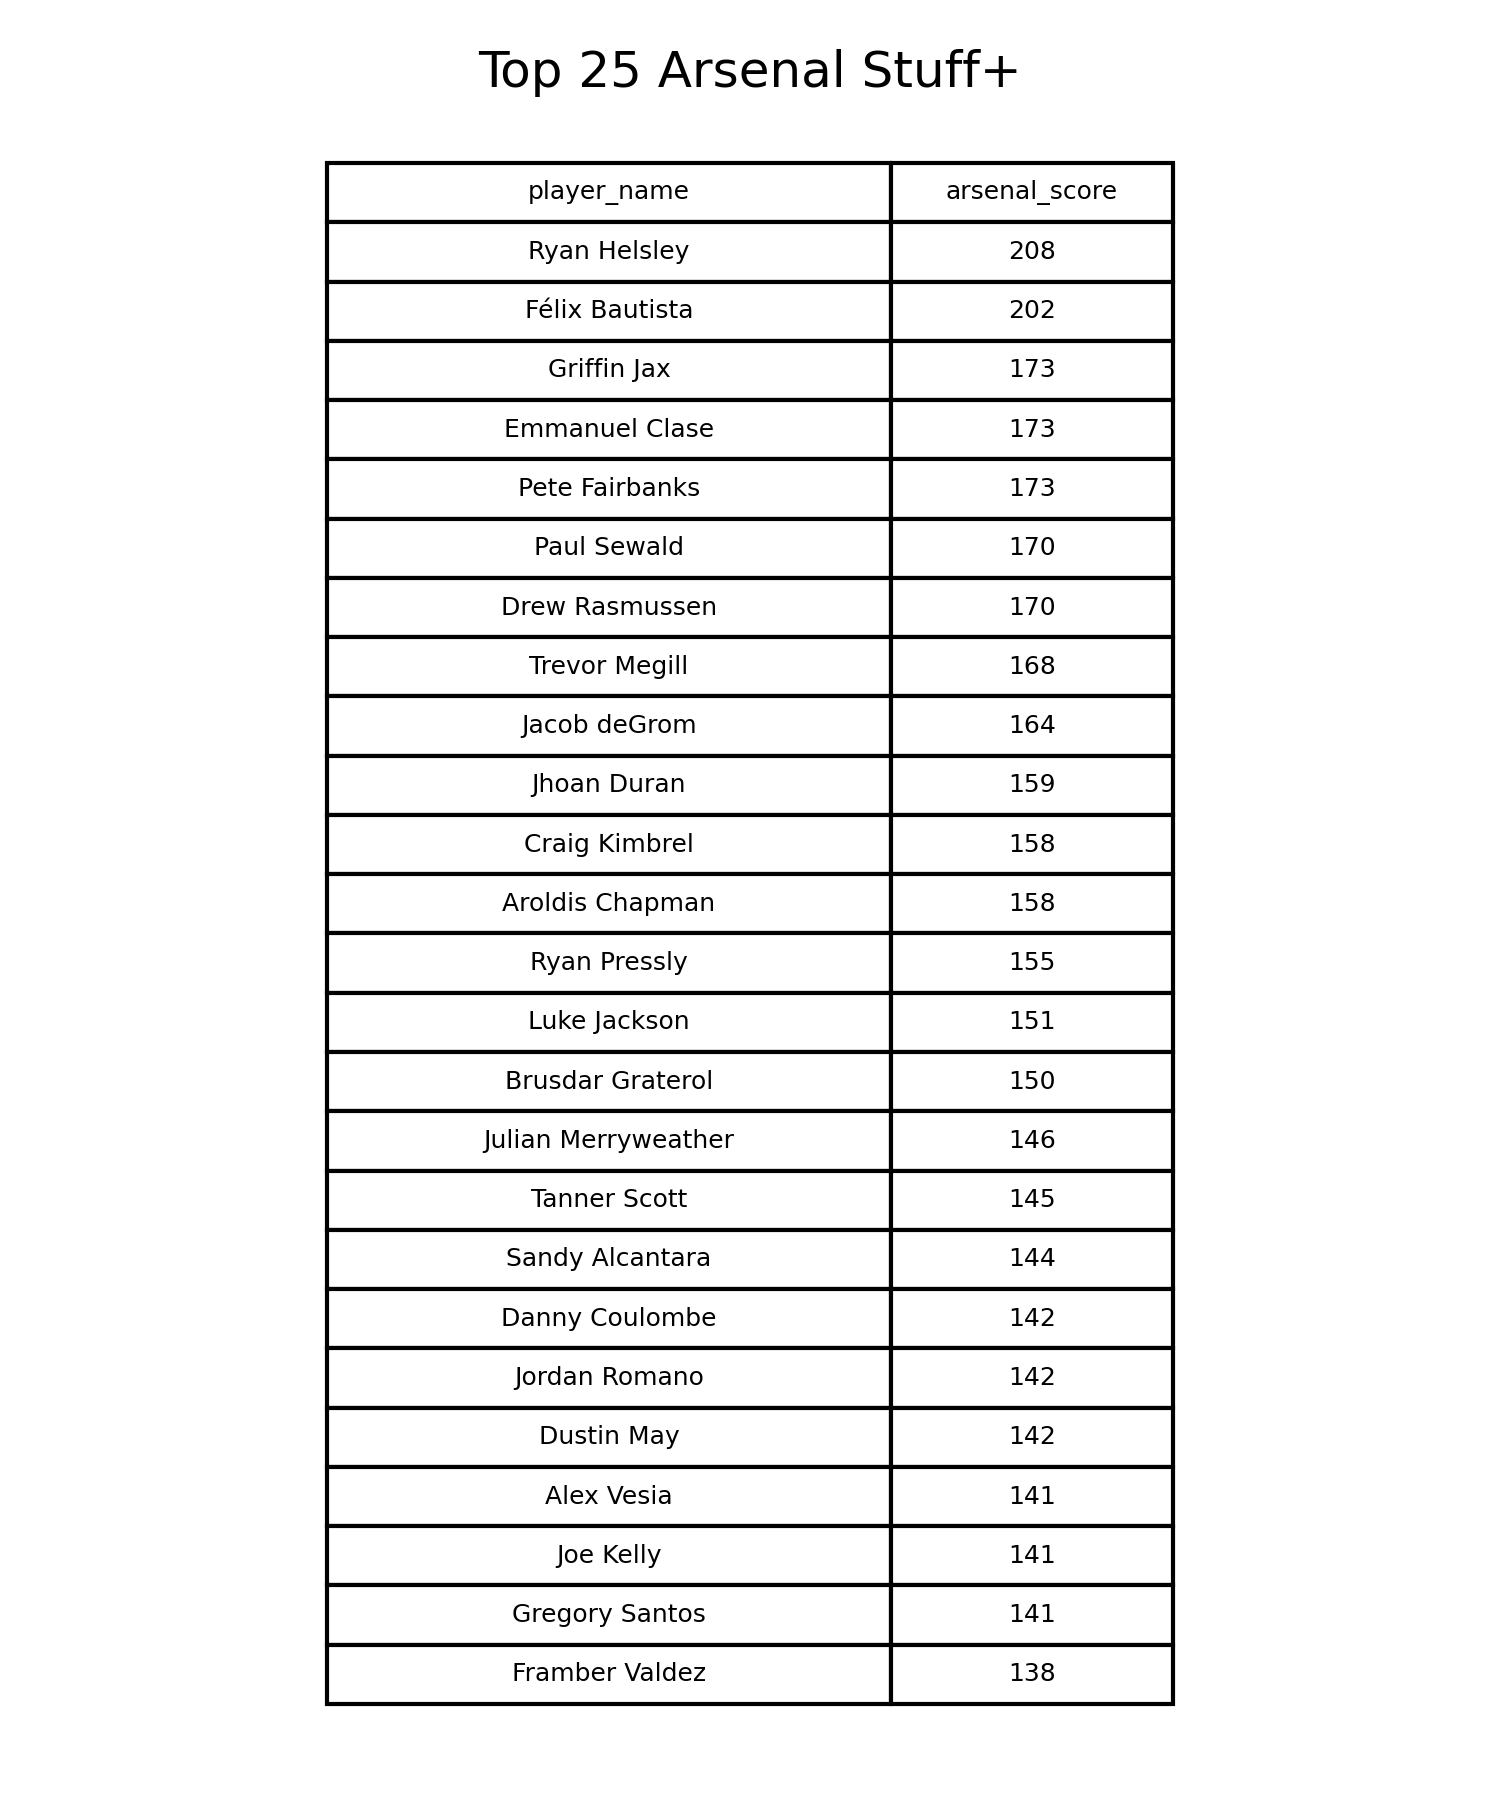 Top 25 Arsenal Stuff+
player_name arsenal_score
Ryan Helsley 208
Félix Bautista 202
Griffin Jax 173
Emmanuel Clase 173
Pete Fairbanks 173
Paul Sewald 170
Drew Rasmussen 170
Trevor Megill 168
Jacob deGrom 164
Jhoan Duran 159
Craig Kimbrel 158
Aroldis Chapman 158
Ryan Pressly 155
Luke Jackson 151
Brusdar Graterol 150
Julian Merryweather 146
Tanner Scott 145
Sandy Alcantara 144
Danny Coulombe 142
Jordan Romano 142
Dustin May 142
Alex Vesia 141
Joe Kelly 141
Gregory Santos 141
Framber Valdez 138